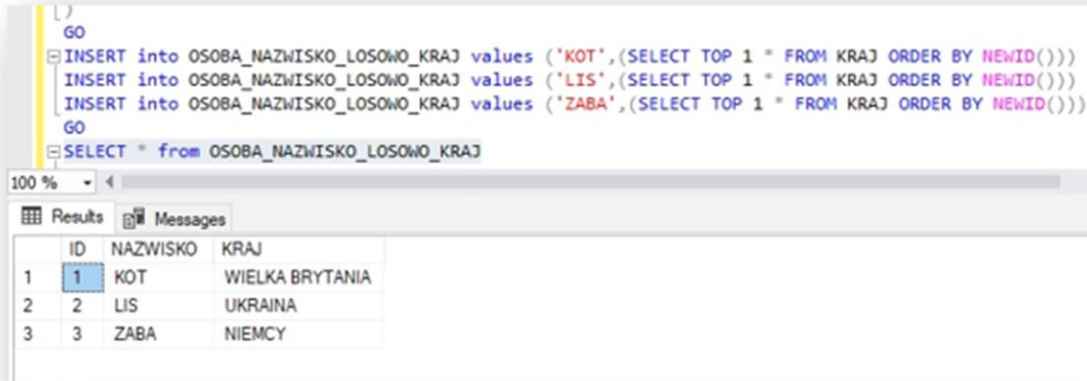 )
GO
INSERT into OSOBA_NAZWISKO_LOSOWO_KRAJ values ('KOT',(SELECT TOP 1 * FROM KRAJ ORDER BY NEWID()))
INSERT into OSOBA_NAZWISKO_LOSOWO_KRAJ values ('LIS',(SELECT TOP 1 * FROM KRAJ ORDER BY NEWID()))
INSERT into OSOBA_NAZWISKO_LOSOWO_KRAJ values ('ZABA',(SELECT TOP 1 * FROM KRAJ ORDER BY NEWID()))
GO
SELECT * from OSOBA_NAZWISKO_LOSOWO_KRAJ
100 %
Results Messages
ID NAZWISKO KRAJ
1 1 KOT WIELKA BRYTANIA
2 2 LIS UKRAINA
3 3 ZABA NIEMCY